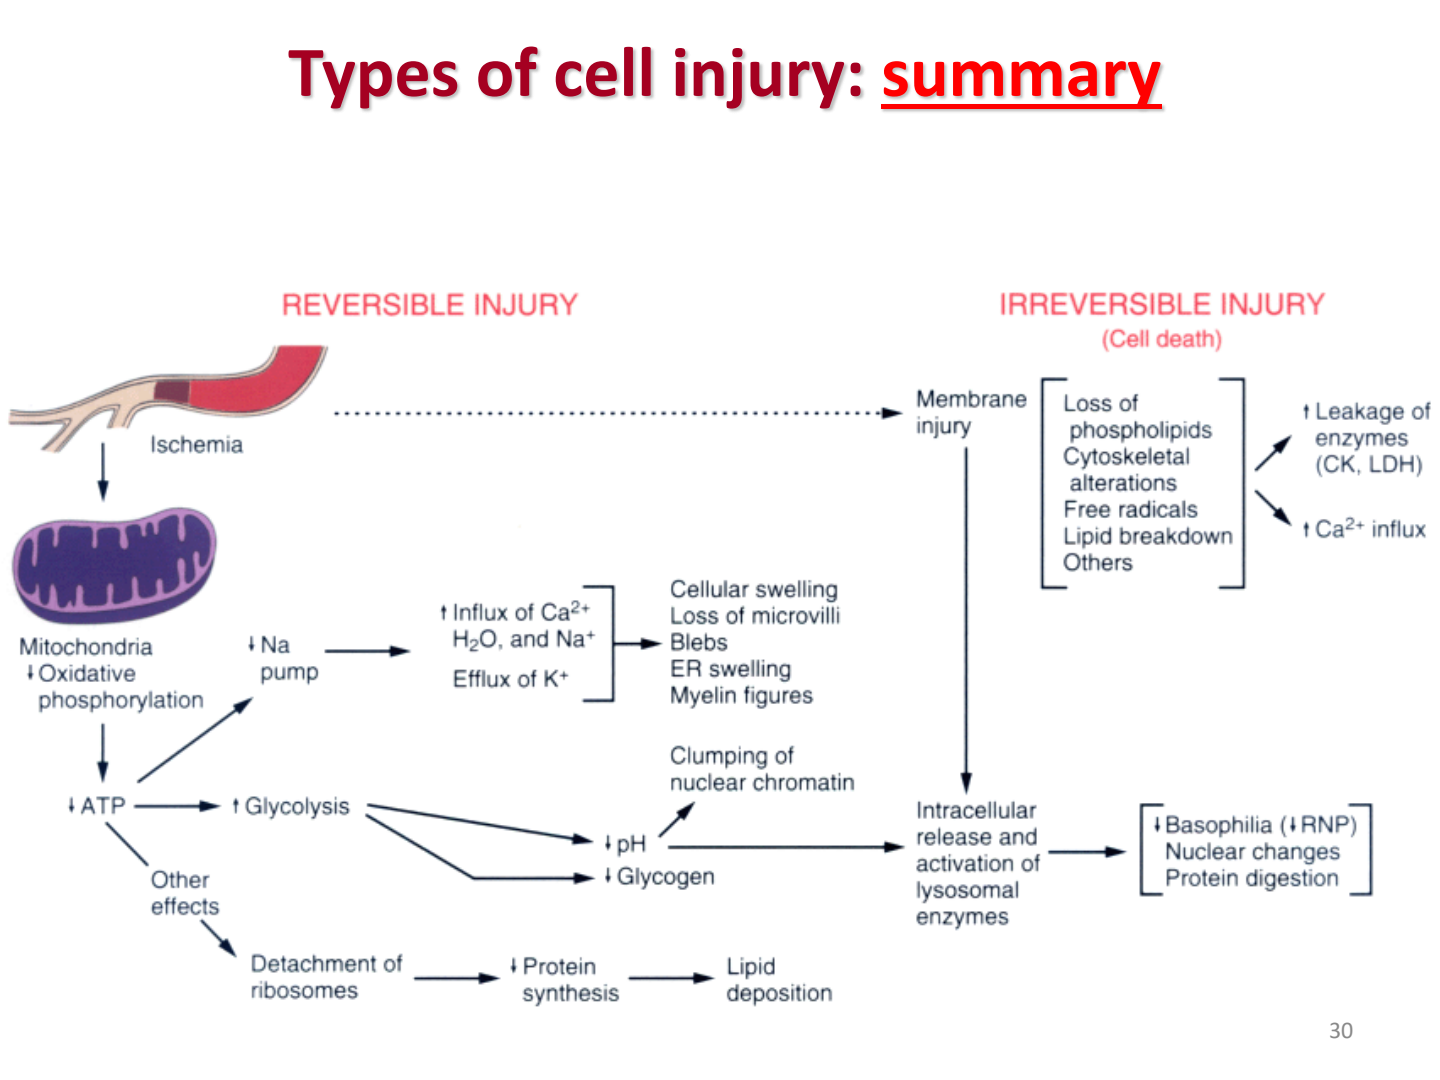 Types of cell injury: summary
REVERSIBLE INJURY
IRREVERSIBLE INJURY
(Cell death)
Ischemia
Membrane
injury
Loss of
phospholipids
Cytoskeletal
alterations
Free radicals
Lipid breakdown
Others
↑ Leakage of
enzymes
(CK, LDH)
↑ Ca²⁺ influx
Mitochondria
↓ Oxidative
phosphorylation
↓ Na
pump
↑ Influx of Ca²⁺
H₂O, and Na⁺
Efflux of K⁺
Cellular swelling
Loss of microvilli
Blebs
ER swelling
Myelin figures
Clumping of
nuclear chromatin
↓ ATP
↑ Glycolysis
↓ pH
↓ Glycogen
Intracellular
release and
activation of
lysosomal
enzymes
↓ Basophilia (↓ RNP)
Nuclear changes
Protein digestion
Other
effects
Detachment of
ribosomes
↓ Protein
synthesis
Lipid
deposition
30